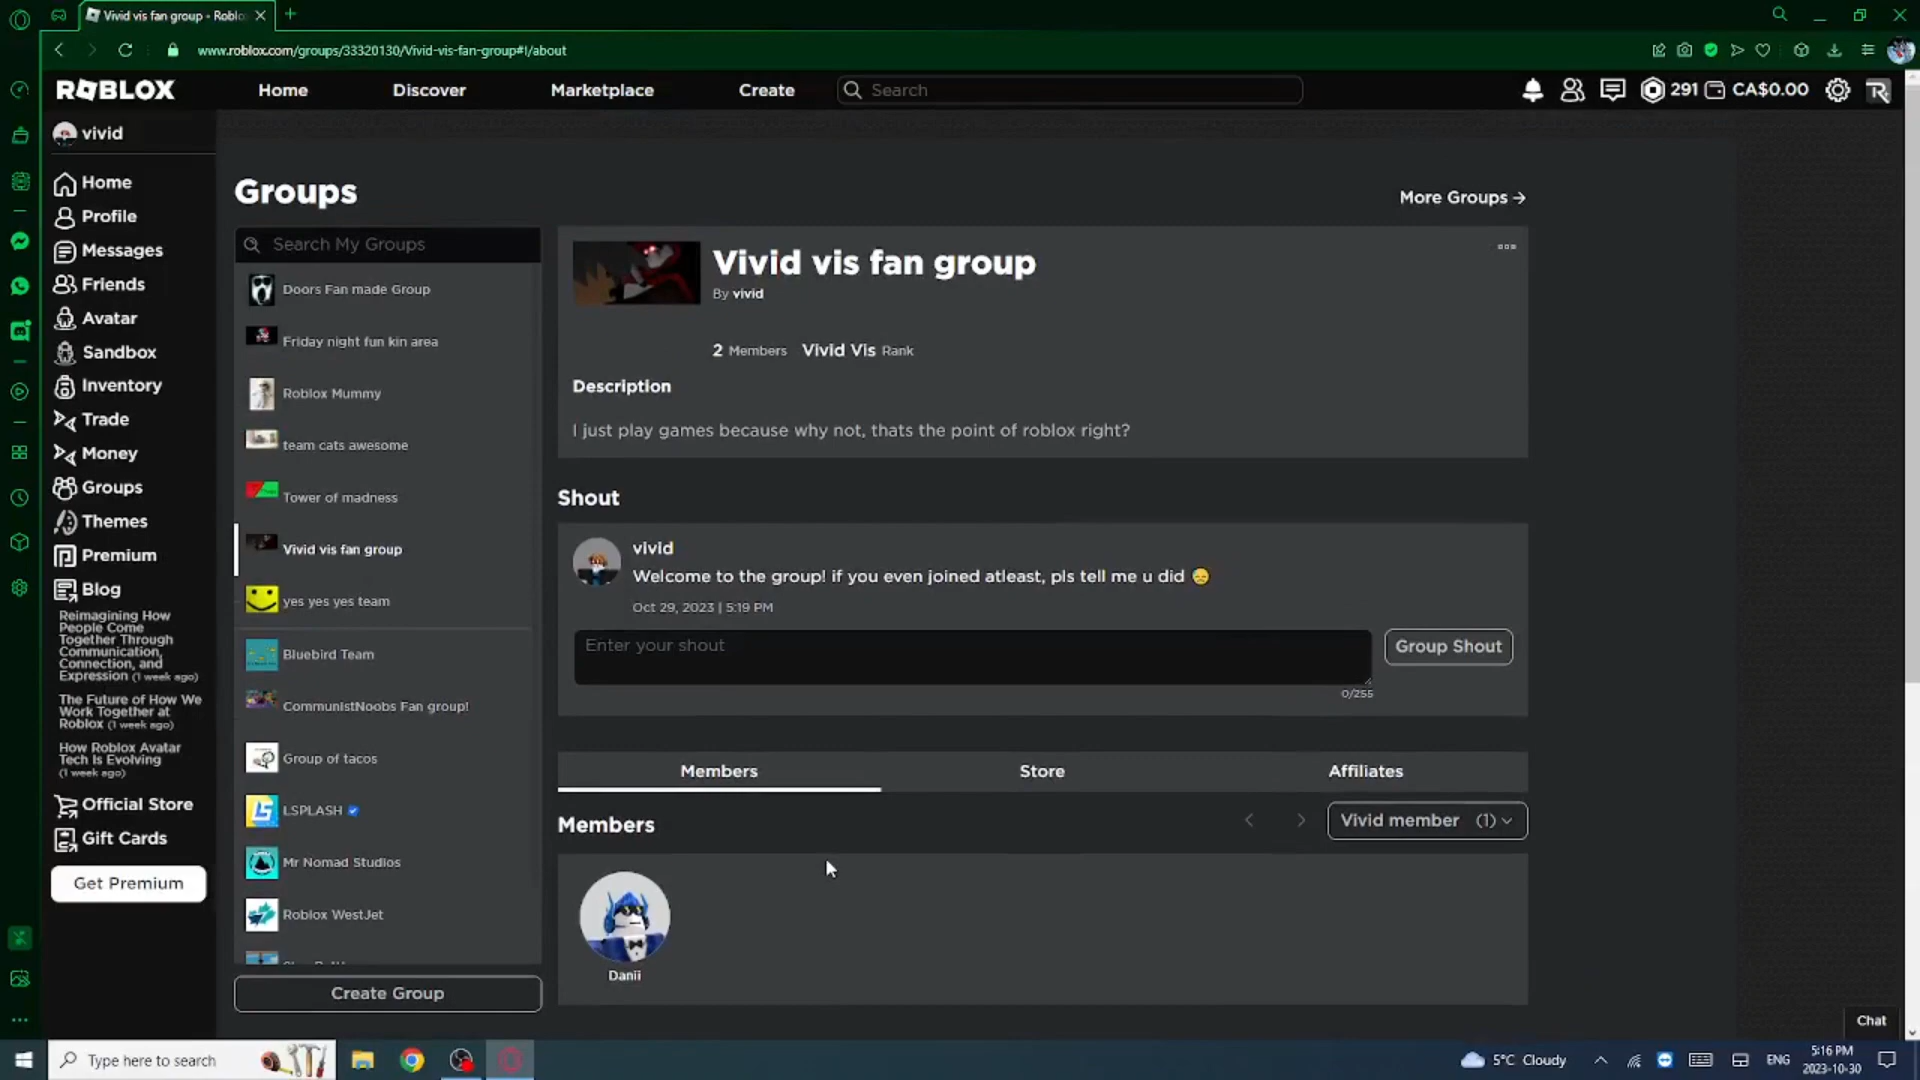 Vivid vis fan group - Roblo
www.roblox.com/groups/33320130/Vivid-vis-fan-group#!/about
ROBLOX
Home
Discover
Marketplace
Create
Search
291
CA$0.00
vivid
Home
Profile
Messages
Friends
Avatar
Sandbox
Inventory
Trade
Money
Groups
Themes
Premium
Blog
Reimagining How
People Come
Together Through
Communication,
Connection, and
Expression (1 week ago)
The Future of How We
Work Together at
Roblox (1 week ago)
How Roblox Avatar
Tech Is Evolving
(1 week ago)
Official Store
Gift Cards
Get Premium
Groups
More Groups →
Search My Groups
Doors Fan made Group
Friday night fun kin area
Roblox Mummy
team cats awesome
Tower of madness
Vivid vis fan group
yes yes yes team
Bluebird Team
CommunistNoobs Fan group!
Group of tacos
LSPLASH
Mr Nomad Studios
Roblox WestJet
Create Group
Vivid vis fan group
By vivid
2 Members Vivid Vis Rank
Description
I just play games because why not, thats the point of roblox right?
Shout
vivid
Welcome to the group! if you even joined atleast, pls tell me u did 😞
Oct 29, 2023 | 5:19 PM
Enter your shout
Group Shout
0/255
Members
Store
Affiliates
Members
Vivid member (1)
Danii
Chat
Type here to search
5°C Cloudy
ENG
5:16 PM
2023-10-30